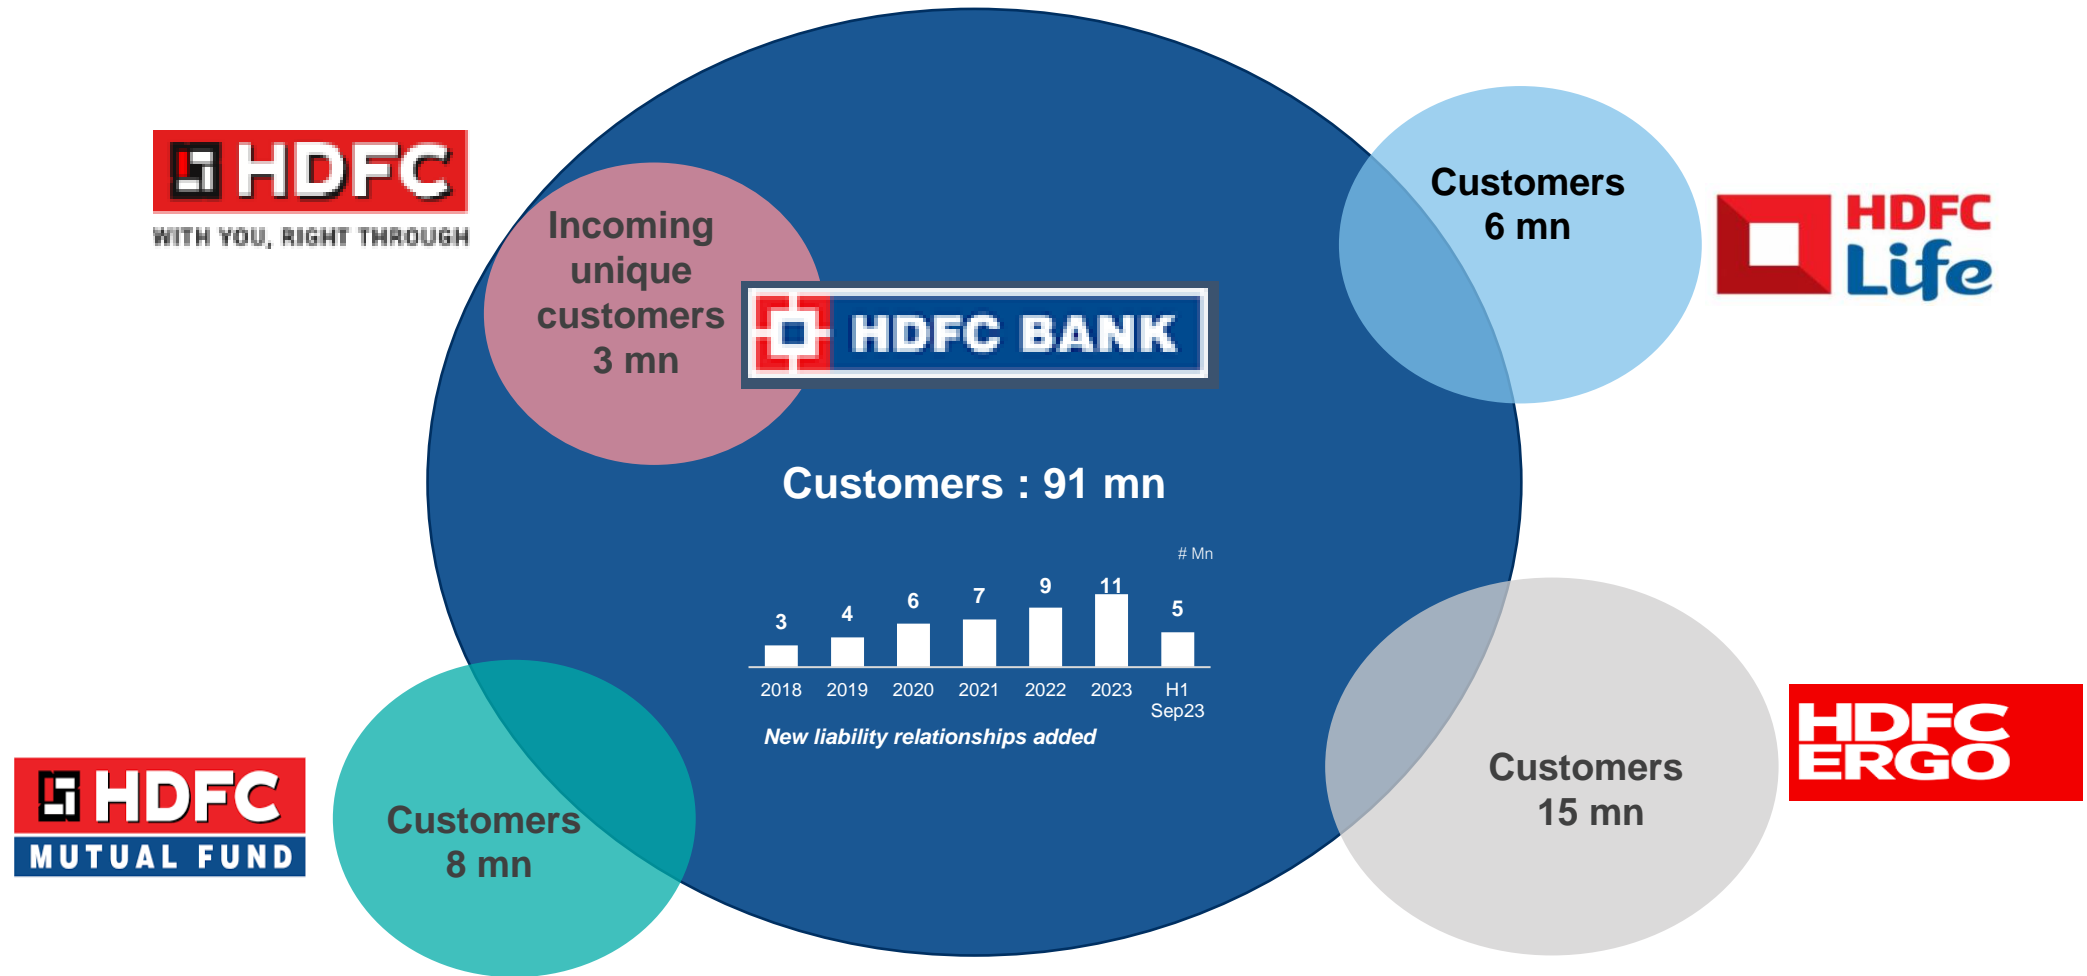 HDFC
WITH YOU, RIGHT THROUGH
Incoming
unique
customers
3 mn
HDFC BANK
Customers
6 mn
HDFC
Life
Customers : 91 mn
# Mn
3 4 6 7 9 11 5
2018 2019 2020 2021 2022 2023 H1
Sep23
New liability relationships added
HDFC
MUTUAL FUND
Customers
8 mn
Customers
15 mn
HDFC
ERGO